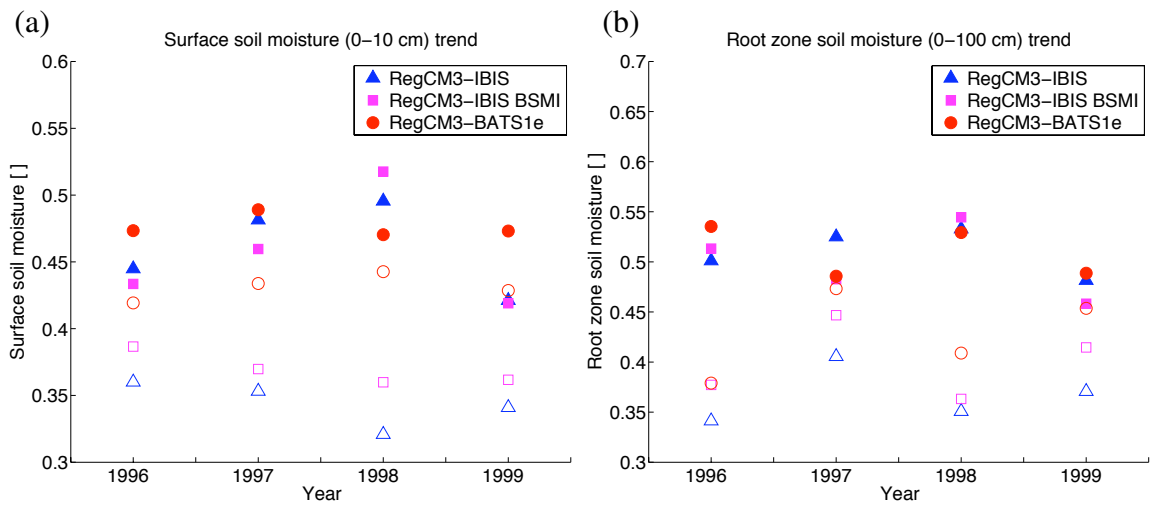 (a)
Surface soil moisture (0−10 cm) trend
RegCM3−IBIS
RegCM3−IBIS BSMI
RegCM3−BATS1e
Surface soil moisture [ ]
0.6
0.55
0.5
0.45
0.4
0.35
0.3
1996 1997 1998 1999
Year
(b)
Root zone soil moisture (0−100 cm) trend
RegCM3−IBIS
RegCM3−IBIS BSMI
RegCM3−BATS1e
Root zone soil moisture [ ]
0.7
0.65
0.6
0.55
0.5
0.45
0.4
0.35
0.3
1996 1997 1998 1999
Year